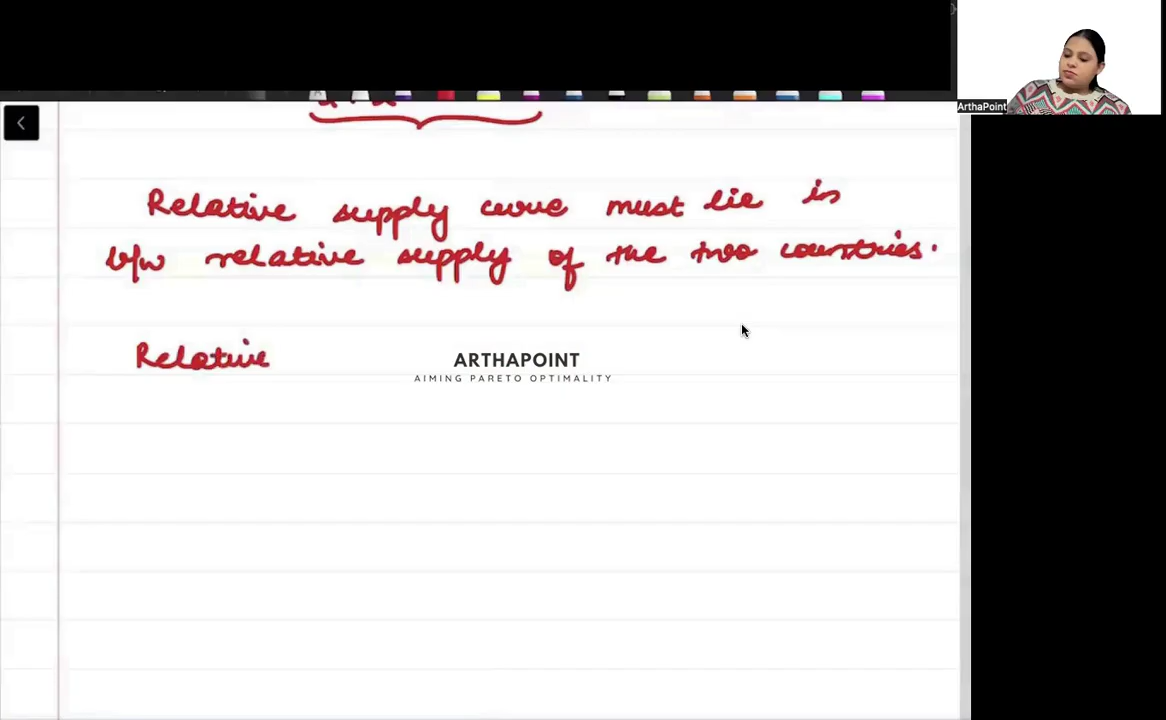 ArthaPoint
Relative supply curve must lie in
b/w relative supply of the two countries.
Relative
ARTHAPOINT
AIMING PARETO OPTIMALITY